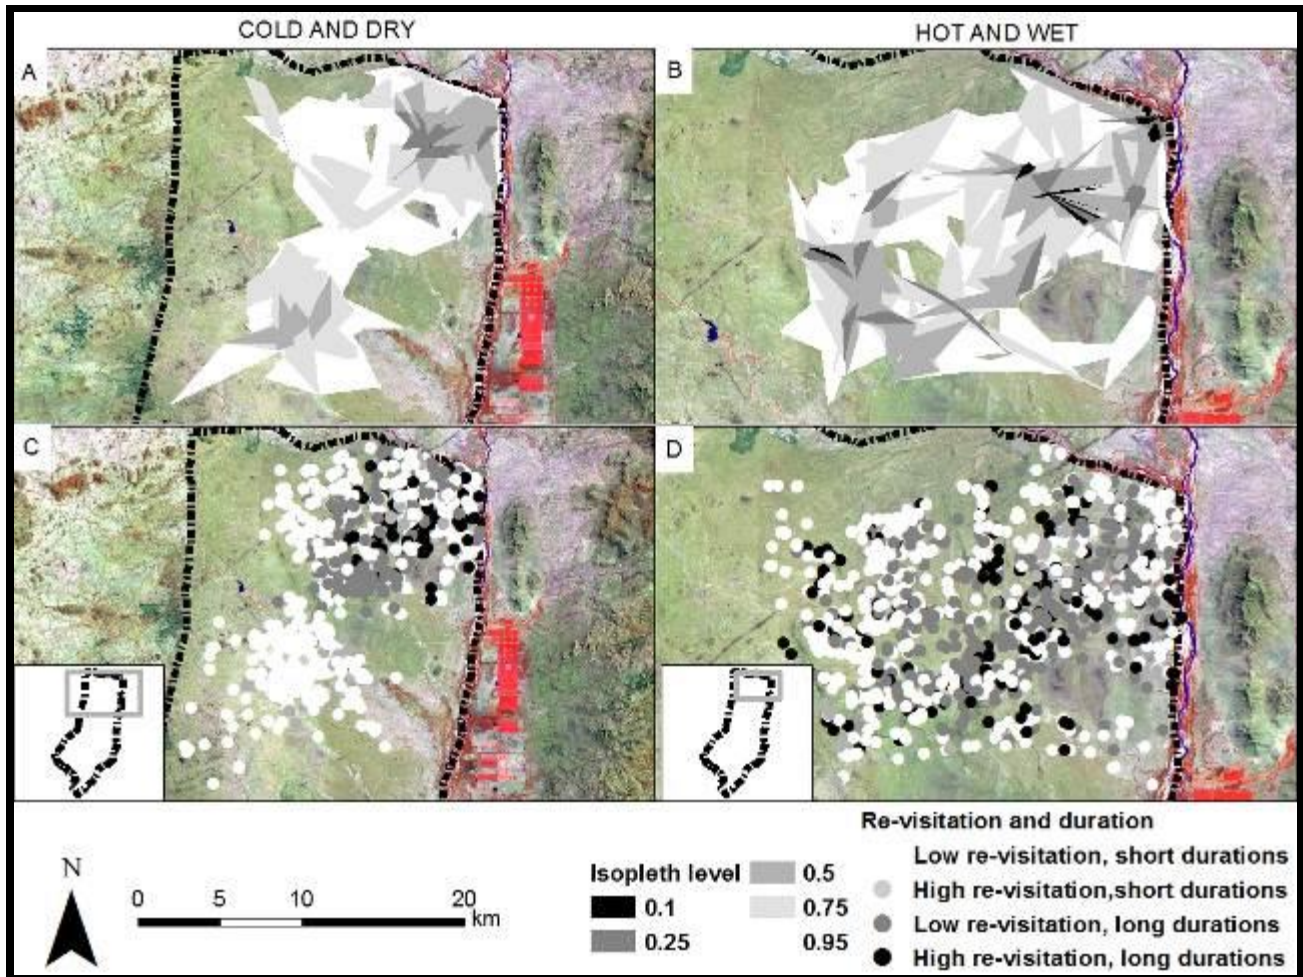 COLD AND DRY
HOT AND WET
A
B
C
D
N
0 5 10 20
km
Isopleth level
0.1
0.25
0.5
0.75
0.95
Re-visitation and duration
Low re-visitation, short durations
High re-visitation,short durations
Low re-visitation, long durations
High re-visitation, long durations